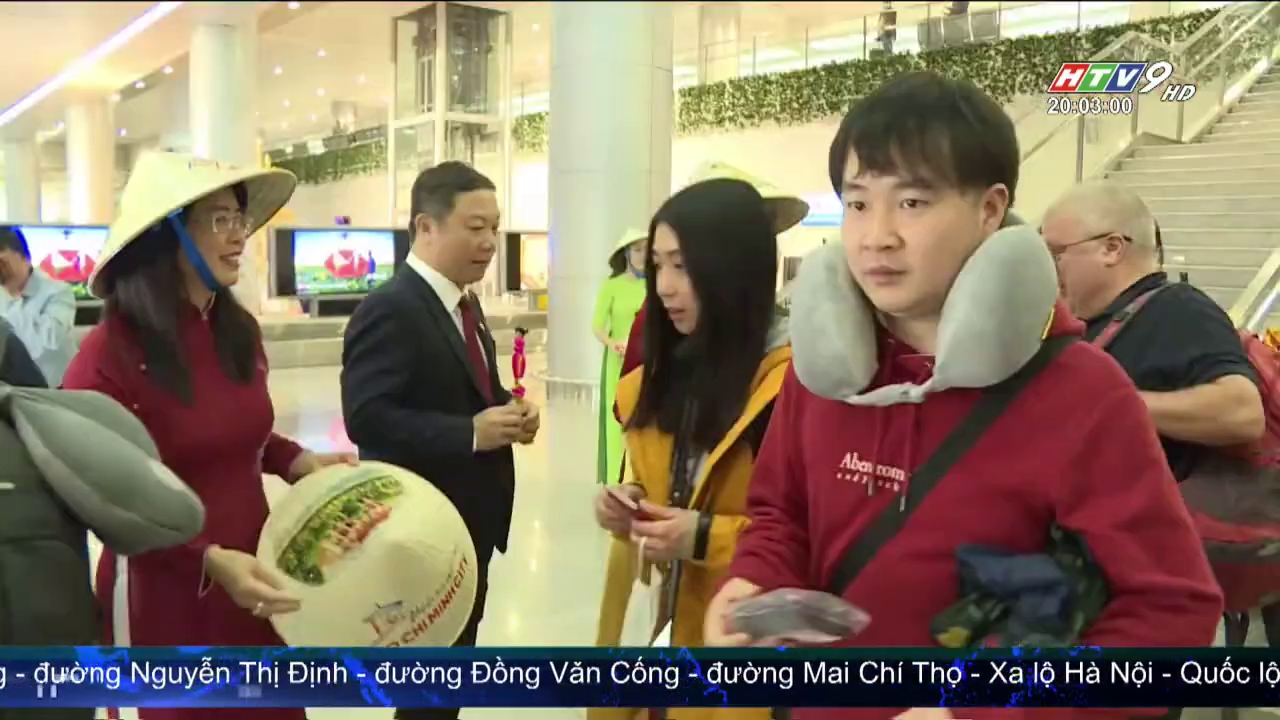 HTV9 HD
20:03:00
HO CHI MINH CITY
g - đường Nguyễn Thị Định - đường Đồng Văn Cống - đường Mai Chí Thọ - Xa lộ Hà Nội - Quốc lộ